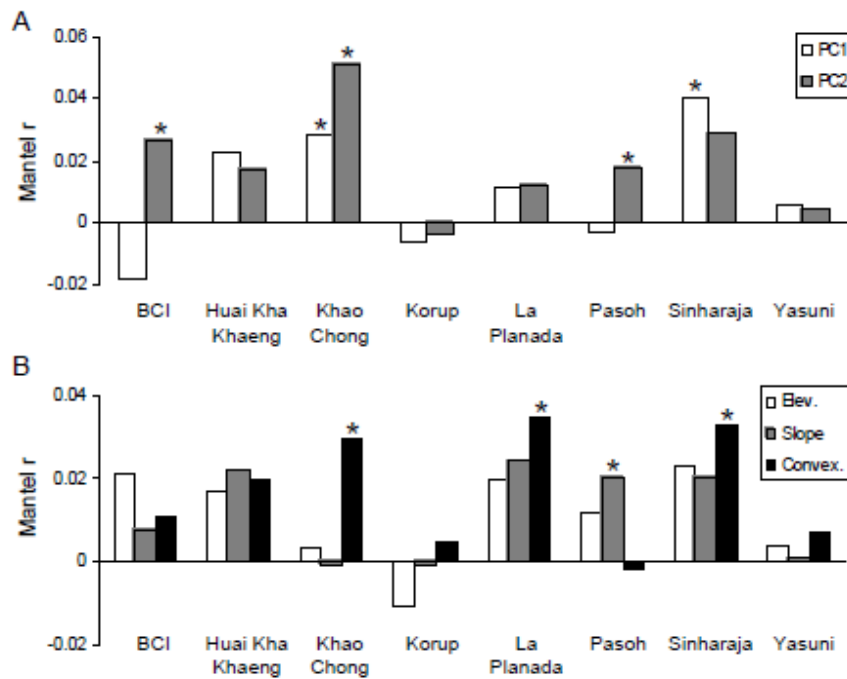 A
0.06
0.04
0.02
0
-0.02
Mantel r
PC1
PC2
*
*
*
*
*
BCI
Huai Kha Khaeng
Khao Chong
Korup
La Planada
Pasoh
Sinharaja
Yasuni
B
0.04
0.02
0
-0.02
Mantel r
Elev.
Slope
Convex.
*
*
*
*
BCI
Huai Kha Khaeng
Khao Chong
Korup
La Planada
Pasoh
Sinharaja
Yasuni